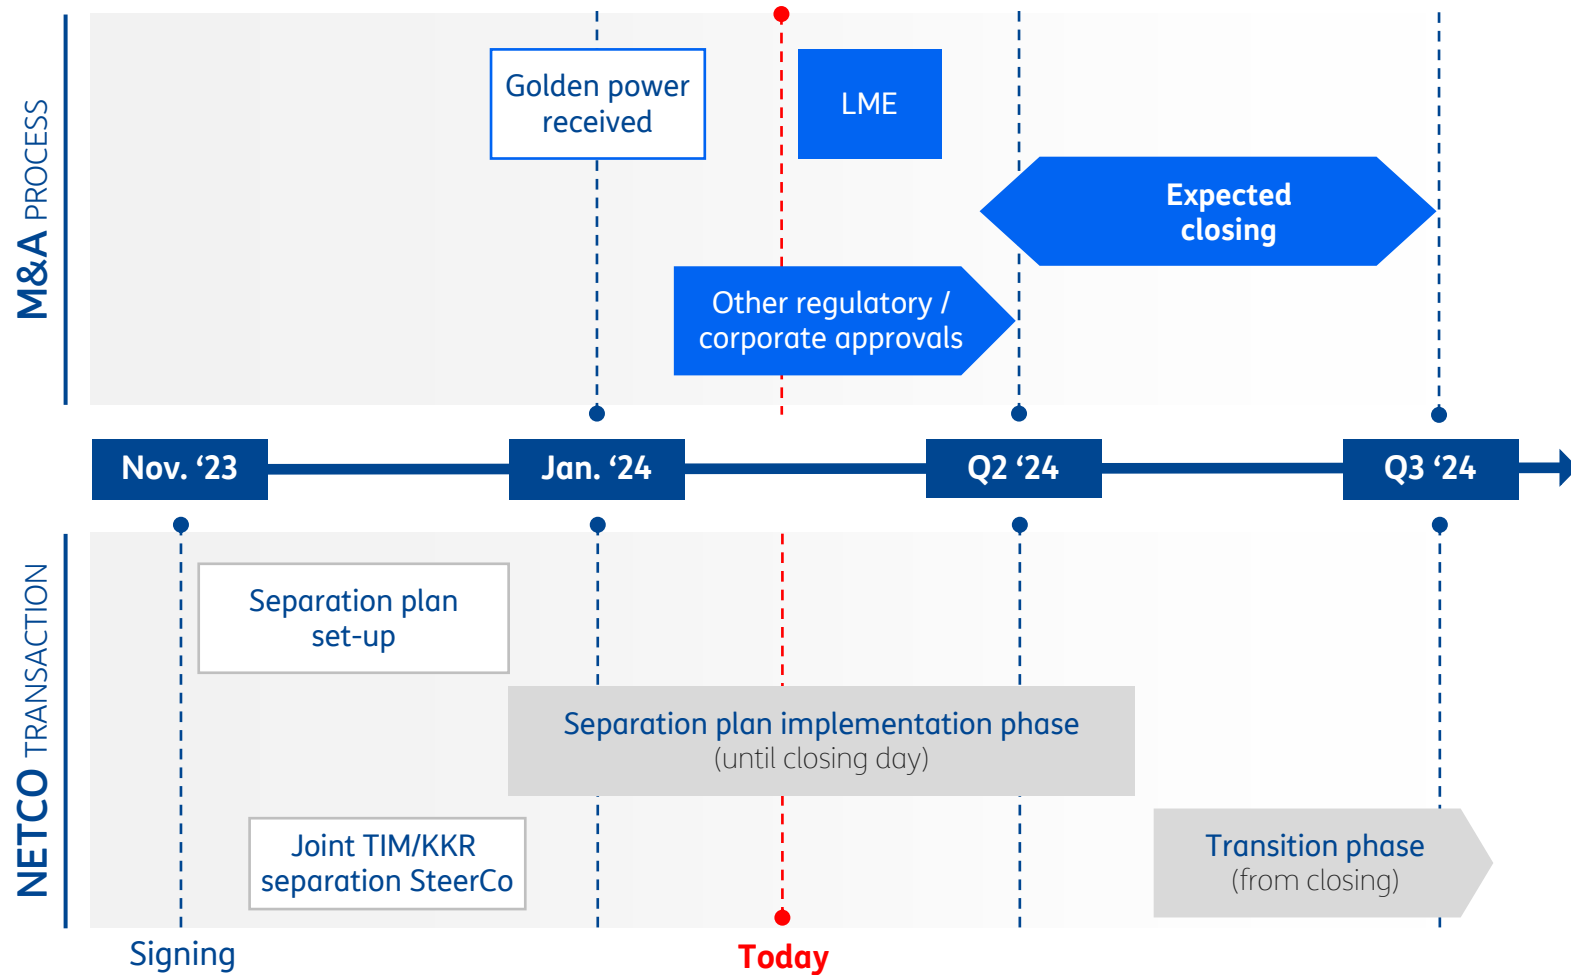 M&A PROCESS
Golden power
received
LME
Expected
closing
Other regulatory /
corporate approvals
Nov. ‘23
Jan. ‘24
Q2 ‘24
Q3 ‘24
NETCO TRANSACTION
Separation plan
set-up
Separation plan implementation phase
(until closing day)
Joint TIM/KKR
separation SteerCo
Transition phase
(from closing)
Signing
Today